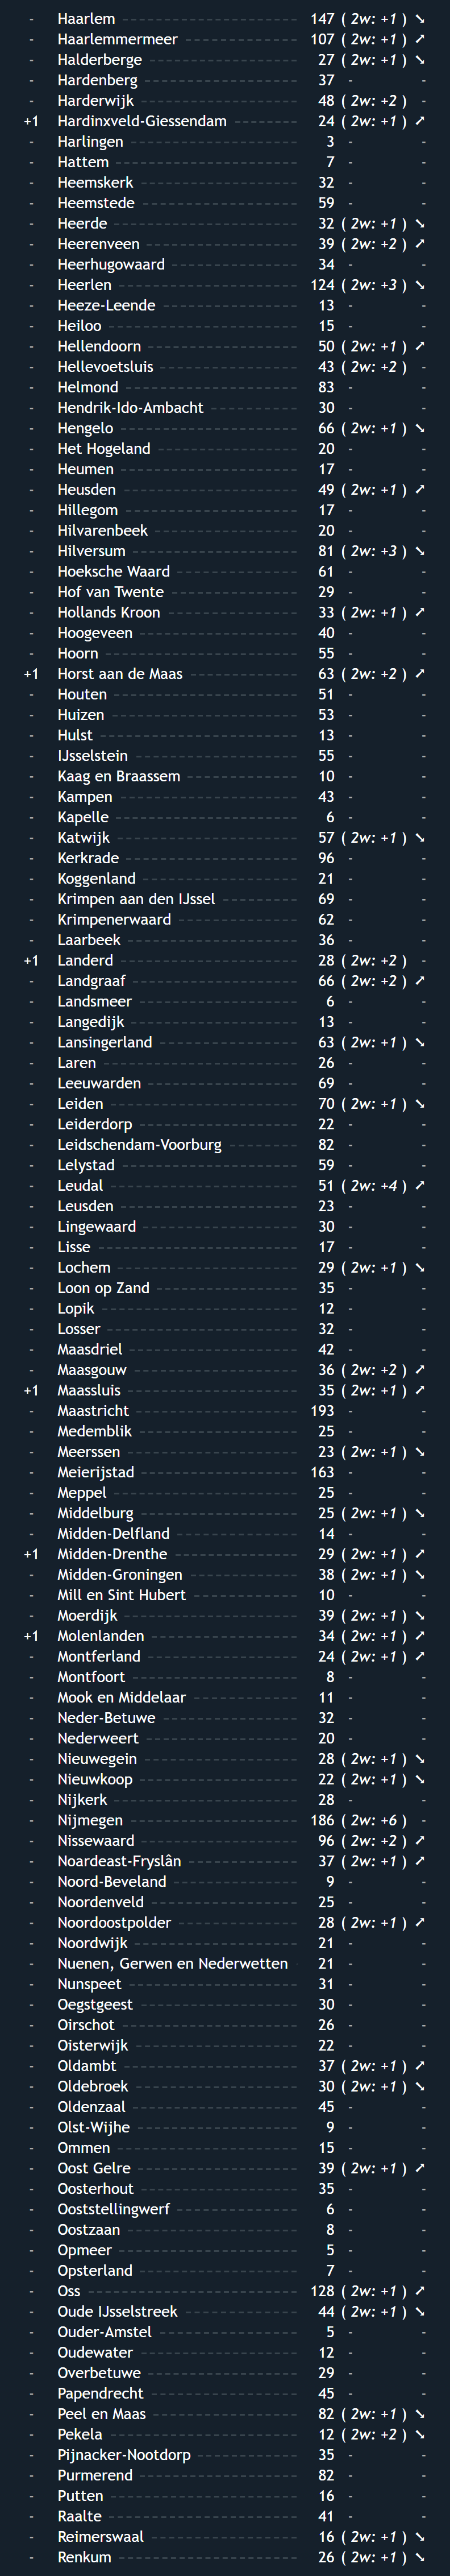 - Haarlem 147 ( 2w: +1 ) ➘
- Haarlemmermeer 107 ( 2w: +1 ) ➚
- Halderberge 27 ( 2w: +1 ) ➘
- Hardenberg 37 - -
- Harderwijk 48 ( 2w: +2 ) -
+1 Hardinxveld-Giessendam 24 ( 2w: +1 ) ➚
- Harlingen 3 - -
- Hattem 7 - -
- Heemskerk 32 - -
- Heemstede 59 - -
- Heerde 32 ( 2w: +1 ) ➘
- Heerenveen 39 ( 2w: +2 ) ➚
- Heerhugowaard 34 - -
- Heerlen 124 ( 2w: +3 ) ➘
- Heeze-Leende 13 - -
- Heiloo 15 - -
- Hellendoorn 50 ( 2w: +1 ) ➚
- Hellevoetsluis 43 ( 2w: +2 ) -
- Helmond 83 - -
- Hendrik-Ido-Ambacht 30 - -
- Hengelo 66 ( 2w: +1 ) ➘
- Het Hogeland 20 - -
- Heumen 17 - -
- Heusden 49 ( 2w: +1 ) ➚
- Hillegom 17 - -
- Hilvarenbeek 20 - -
- Hilversum 81 ( 2w: +3 ) ➘
- Hoeksche Waard 61 - -
- Hof van Twente 29 - -
- Hollands Kroon 33 ( 2w: +1 ) ➚
- Hoogeveen 40 - -
- Hoorn 55 - -
+1 Horst aan de Maas 63 ( 2w: +2 ) ➚
- Houten 51 - -
- Huizen 53 - -
- Hulst 13 - -
- IJsselstein 55 - -
- Kaag en Braassem 10 - -
- Kampen 43 - -
- Kapelle 6 - -
- Katwijk 57 ( 2w: +1 ) ➘
- Kerkrade 96 - -
- Koggenland 21 - -
- Krimpen aan den IJssel 69 - -
- Krimpenerwaard 62 - -
- Laarbeek 36 - -
+1 Landerd 28 ( 2w: +2 ) -
- Landgraaf 66 ( 2w: +2 ) ➚
- Landsmeer 6 - -
- Langedijk 13 - -
- Lansingerland 63 ( 2w: +1 ) ➘
- Laren 26 - -
- Leeuwarden 69 - -
- Leiden 70 ( 2w: +1 ) ➘
- Leiderdorp 22 - -
- Leidschendam-Voorburg 82 - -
- Lelystad 59 - -
- Leudal 51 ( 2w: +4 ) ➚
- Leusden 23 - -
- Lingewaard 30 - -
- Lisse 17 - -
- Lochem 29 ( 2w: +1 ) ➘
- Loon op Zand 35 - -
- Lopik 12 - -
- Losser 32 - -
- Maasdriel 42 - -
- Maasgouw 36 ( 2w: +2 ) ➚
+1 Maassluis 35 ( 2w: +1 ) ➚
- Maastricht 193 - -
- Medemblik 25 - -
- Meerssen 23 ( 2w: +1 ) ➘
- Meierijstad 163 - -
- Meppel 25 - -
- Middelburg 25 ( 2w: +1 ) ➘
- Midden-Delfland 14 - -
+1 Midden-Drenthe 29 ( 2w: +1 ) ➚
- Midden-Groningen 38 ( 2w: +1 ) ➘
- Mill en Sint Hubert 10 - -
- Moerdijk 39 ( 2w: +1 ) ➘
+1 Molenlanden 34 ( 2w: +1 ) ➚
- Montferland 24 ( 2w: +1 ) ➚
- Montfoort 8 - -
- Mook en Middelaar 11 - -
- Neder-Betuwe 32 - -
- Nederweert 20 - -
- Nieuwegein 28 ( 2w: +1 ) ➘
- Nieuwkoop 22 ( 2w: +1 ) ➘
- Nijkerk 28 - -
- Nijmegen 186 ( 2w: +6 ) -
- Nissewaard 96 ( 2w: +2 ) ➚
- Noardeast-Fryslân 37 ( 2w: +1 ) ➚
- Noord-Beveland 9 - -
- Noordenveld 25 - -
- Noordoostpolder 28 ( 2w: +1 ) ➚
- Noordwijk 21 - -
- Nuenen, Gerwen en Nederwetten 21 - -
- Nunspeet 31 - -
- Oegstgeest 30 - -
- Oirschot 26 - -
- Oisterwijk 22 - -
- Oldambt 37 ( 2w: +1 ) ➚
- Oldebroek 30 ( 2w: +1 ) ➘
- Oldenzaal 45 - -
- Olst-Wijhe 9 - -
- Ommen 15 - -
- Oost Gelre 39 ( 2w: +1 ) ➚
- Oosterhout 35 - -
- Ooststellingwerf 6 - -
- Oostzaan 8 - -
- Opmeer 5 - -
- Opsterland 7 - -
- Oss 128 ( 2w: +1 ) ➚
- Oude IJsselstreek 44 ( 2w: +1 ) ➘
- Ouder-Amstel 5 - -
- Oudewater 12 - -
- Overbetuwe 29 - -
- Papendrecht 45 - -
- Peel en Maas 82 ( 2w: +1 ) ➘
- Pekela 12 ( 2w: +2 ) ➘
- Pijnacker-Nootdorp 35 - -
- Purmerend 82 - -
- Putten 16 - -
- Raalte 41 - -
- Reimerswaal 16 ( 2w: +1 ) ➘
- Renkum 26 ( 2w: +1 ) ➘